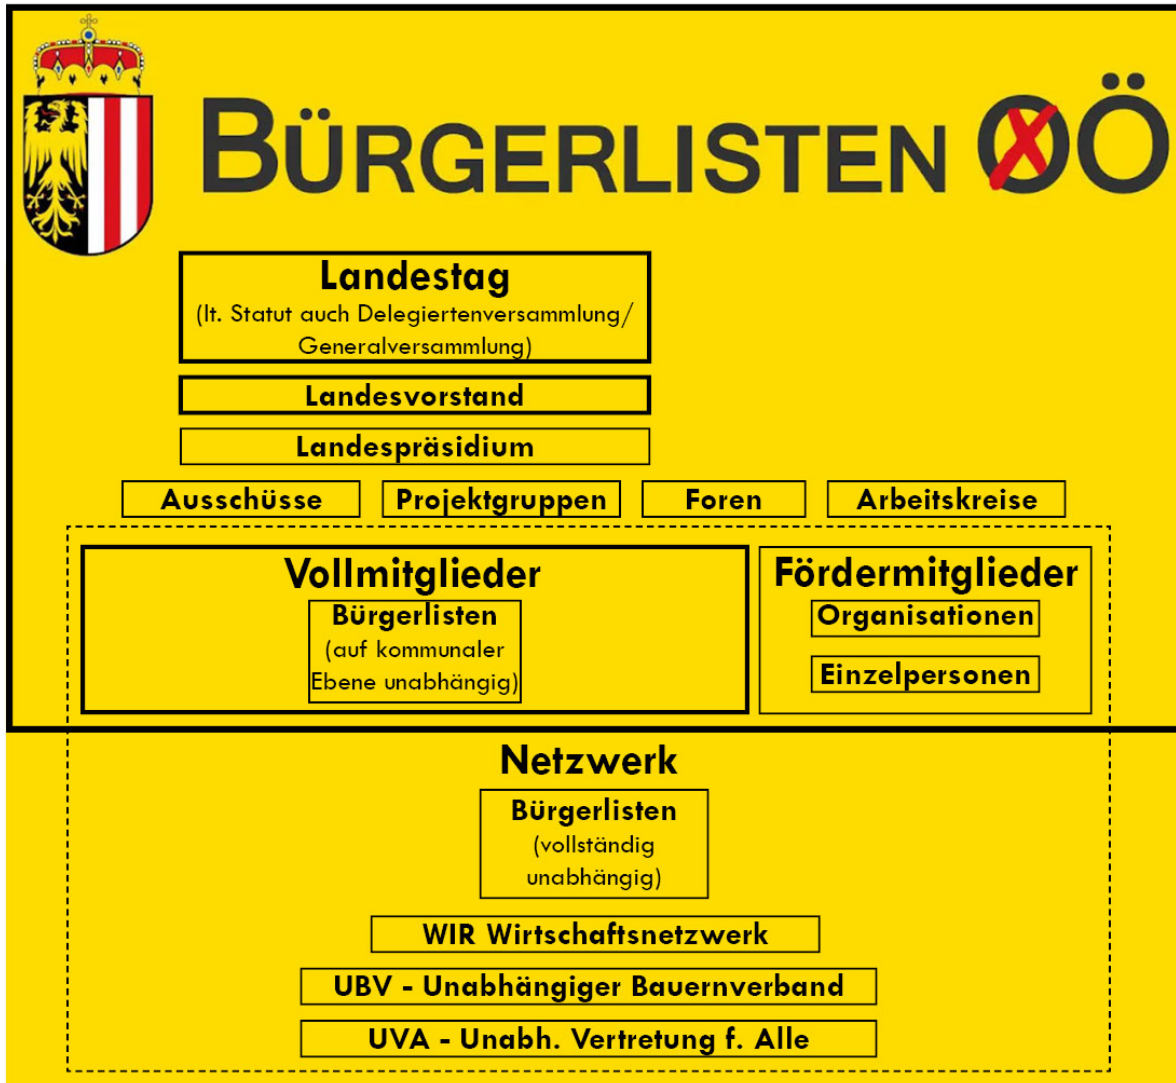 BÜRGERLISTEN OÖ
Landestag
(lt. Statut auch Delegiertenversammlung/
Generalversammlung)
Landesvorstand
Landespräsidium
Ausschüsse
Projektgruppen
Foren
Arbeitskreise
Vollmitglieder
Bürgerlisten
(auf kommunaler
Ebene unabhängig)
Fördermitglieder
Organisationen
Einzelpersonen
Netzwerk
Bürgerlisten
(vollständig
unabhängig)
WIR Wirtschaftsnetzwerk
UBV - Unabhängiger Bauernverband
UVA - Unabh. Vertretung f. Alle